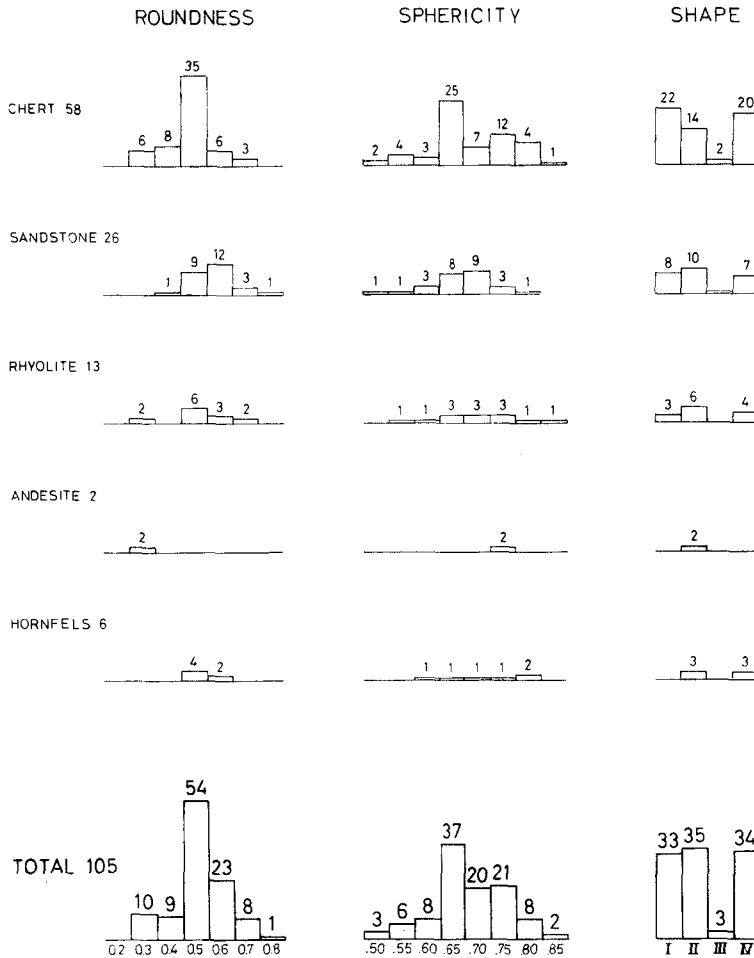 ROUNDNESS SPHERICITY SHAPE
CHERT 58
6 8 35 6 3
2 4 3 25 7 12 4 1
22 14 2 20
SANDSTONE 26
1 9 12 3 1
1 1 3 8 9 3 1
8 10 7
RHYOLITE 13
2 6 3 2
1 1 3 3 3 1 1
3 6 4
ANDESITE 2
2
2
2
HORNFELS 6
4 2
1 1 1 1 2
3 3
TOTAL 105
10 9 54 23 8 1
3 6 8 37 20 21 8 2
33 35 3 34
0.2 0.3 0.4 0.5 0.6 0.7 0.8
.50 .55 .60 .65 .70 .75 .80 .85
I II III IV